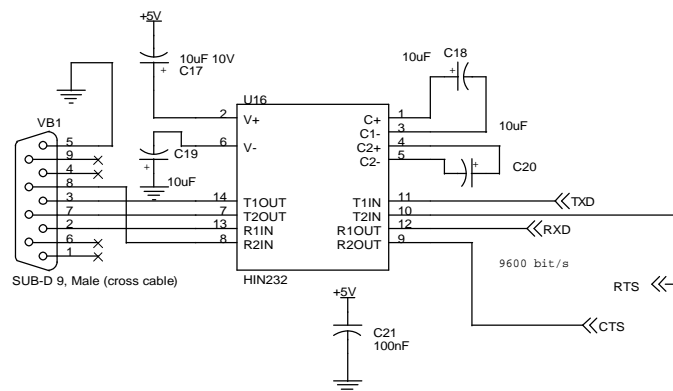 +5V
10uF 10V
C17
+
10uF
C18
+
U16
VB1
2
V+
C+
1
C1-
3
10uF
5
6
V-
C2+
4
9
C19
C2-
5
+
C20
4
+
8
10uF
3
14
T1OUT
T1IN
11
TXD
7
7
T2OUT
T2IN
10
2
13
R1IN
R1OUT
12
RXD
6
8
R2IN
R2OUT
9
1
9600 bit/s
SUB-D 9, Male (cross cable)
HIN232
RTS
+5V
C21
100nF
CTS